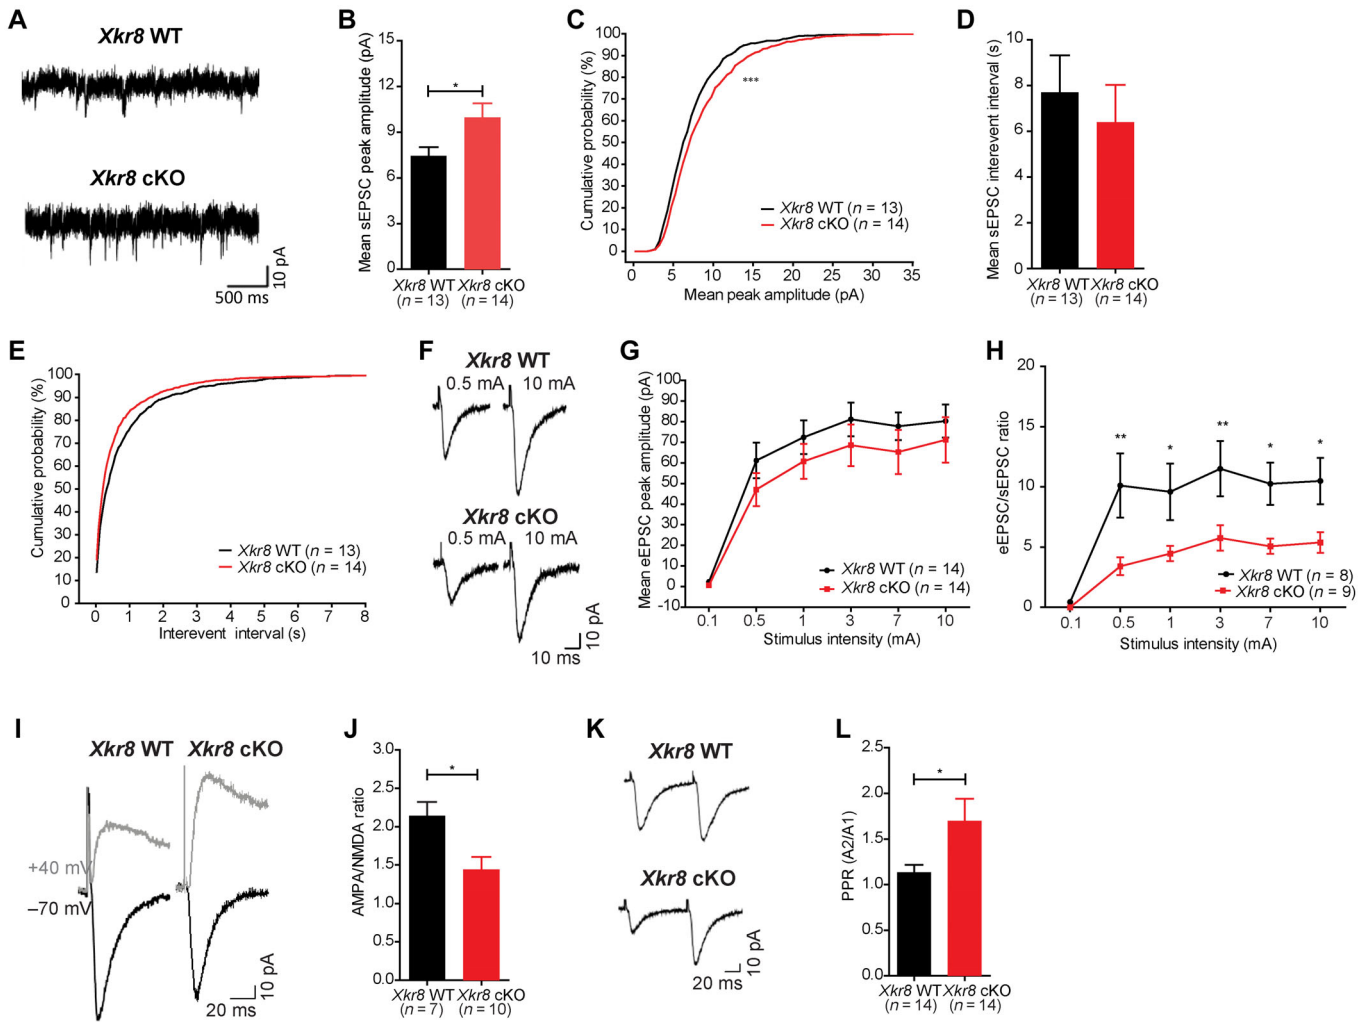 A
Xkr8 WT
Xkr8 cKO
10 pA
500 ms
B
Mean sEPSC peak amplitude (pA)
15
12
9
6
3
0
*
Xkr8 WT Xkr8 cKO
(n = 13) (n = 14)
C
Cumulative probability (%)
100
90
80
70
60
50
40
30
20
10
0
***
Xkr8 WT (n = 13)
Xkr8 cKO (n = 14)
0 5 10 15 20 25 30 35
Mean peak amplitude (pA)
D
Mean sEPSC interevent interval (s)
10
8
6
4
2
0
Xkr8 WT Xkr8 cKO
(n = 13) (n = 14)
E
Cumulative probability (%)
100
90
80
70
60
50
40
30
20
10
0
Xkr8 WT (n = 13)
Xkr8 cKO (n = 14)
0 1 2 3 4 5 6 7 8
Interevent interval (s)
F
Xkr8 WT
0.5 mA 10 mA
Xkr8 cKO
0.5 mA 10 mA
10 ms
10 pA
G
Mean eEPSC peak amplitude (pA)
100
90
80
70
60
50
40
30
20
10
0
-10
Xkr8 WT (n = 14)
Xkr8 cKO (n = 14)
0.1 0.5 1 3 7 10
Stimulus intensity (mA)
H
eEPSC/sEPSC ratio
20
15
10
5
0
** * ** * *
Xkr8 WT (n = 8)
Xkr8 cKO (n = 9)
0.1 0.5 1 3 7 10
Stimulus intensity (mA)
I
Xkr8 WT Xkr8 cKO
+40 mV
–70 mV
20 ms
10 pA
J
AMPA/NMDA ratio
3.0
2.5
2.0
1.5
1.0
0.5
0.0
*
Xkr8 WT Xkr8 cKO
(n = 7) (n = 10)
K
Xkr8 WT
Xkr8 cKO
20 ms
10 pA
L
PPR (A2/A1)
2.5
2.0
1.5
1.0
0.5
0.0
*
Xkr8 WT Xkr8 cKO
(n = 14) (n = 14)